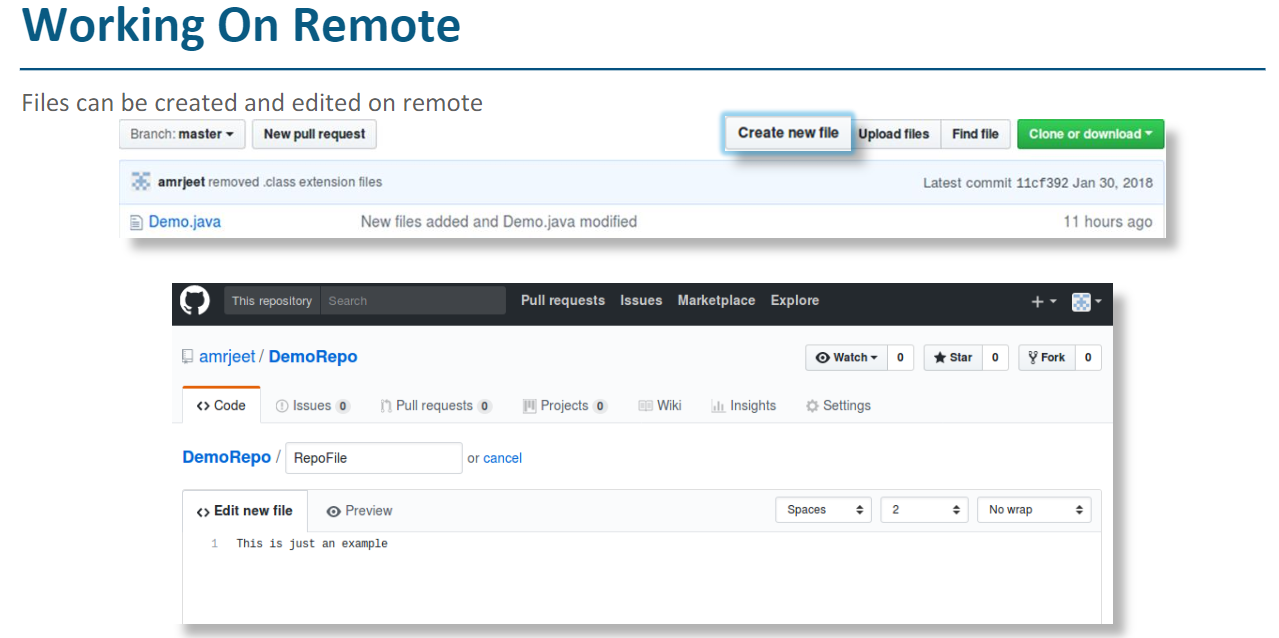 Working On Remote
Files can be created and edited on remote
Branch: master New pull request Create new file Upload files Find file Clone or download
amrjeet removed .class extension files Latest commit 11cf392 Jan 30, 2018
Demo.java New files added and Demo.java modified 11 hours ago
This repository Search Pull requests Issues Marketplace Explore
amrjeet / DemoRepo Watch 0 Star 0 Fork 0
<> Code Issues 0 Pull requests 0 Projects 0 Wiki Insights Settings
DemoRepo / RepoFile or cancel
<> Edit new file Preview Spaces 2 No wrap
1 This is just an example